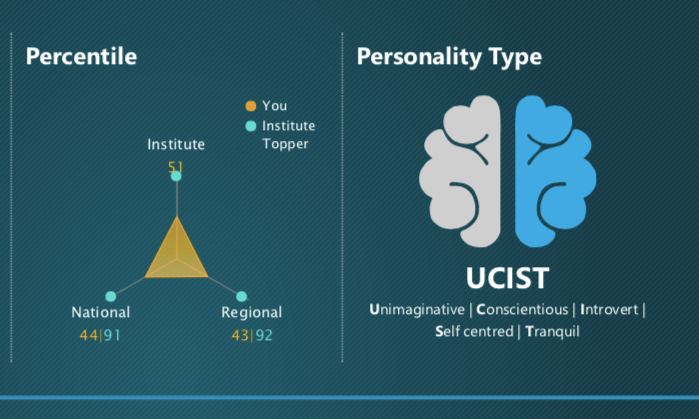 Percentile
You
Institute
Topper
Institute
51
National
44|91
Regional
43|92
Personality Type
UCIST
Unimaginative | Conscientious | Introvert |
Self centred | Tranquil